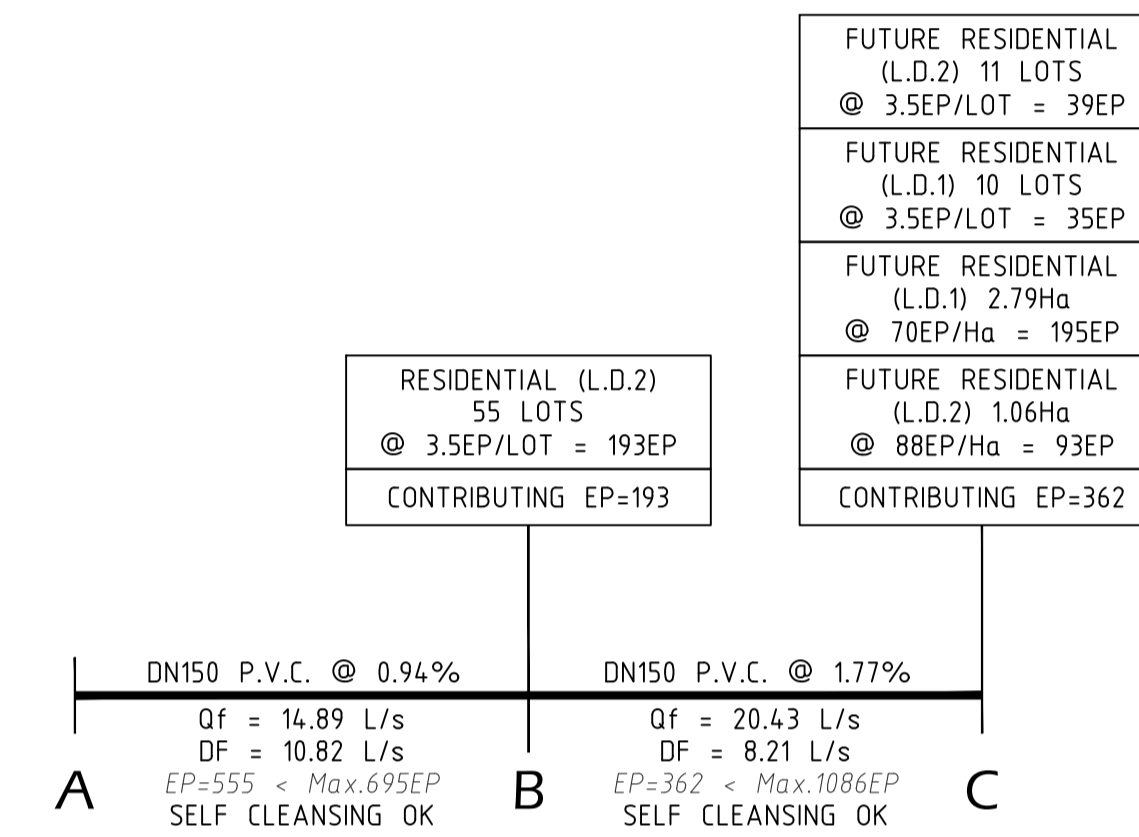 FUTURE RESIDENTIAL
(L.D.2) 11 LOTS
@ 3.5EP/LOT = 39EP
FUTURE RESIDENTIAL
(L.D.1) 10 LOTS
@ 3.5EP/LOT = 35EP
FUTURE RESIDENTIAL
(L.D.1) 2.79Ha
@ 70EP/Ha = 195EP
FUTURE RESIDENTIAL
(L.D.2) 1.06Ha
@ 88EP/Ha = 93EP
CONTRIBUTING EP=362
RESIDENTIAL (L.D.2)
55 LOTS
@ 3.5EP/LOT = 193EP
CONTRIBUTING EP=193
DN150 P.V.C. @ 0.94%
Qf = 14.89 L/s
DF = 10.82 L/s
EP=555 < Max.695EP
SELF CLEANSING OK
DN150 P.V.C. @ 1.77%
Qf = 20.43 L/s
DF = 8.21 L/s
EP=362 < Max.1086EP
SELF CLEANSING OK
A
B
C